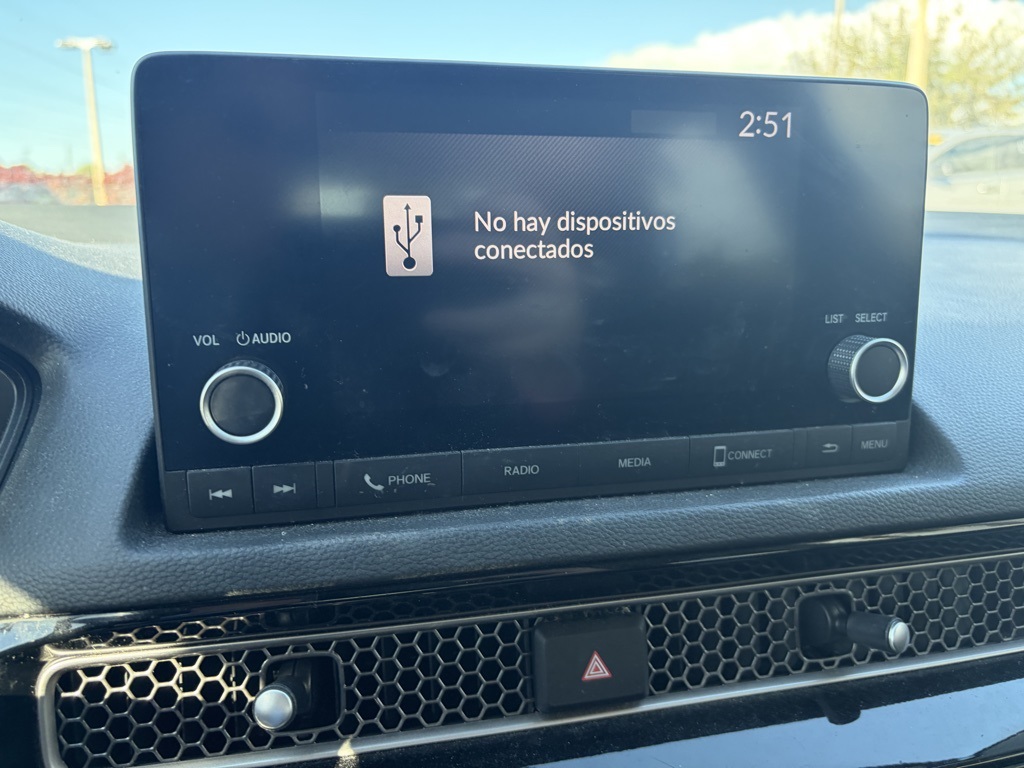 2:51
No hay dispositivos
conectados
VOL AUDIO
LIST SELECT
PHONE RADIO MEDIA CONNECT MENU